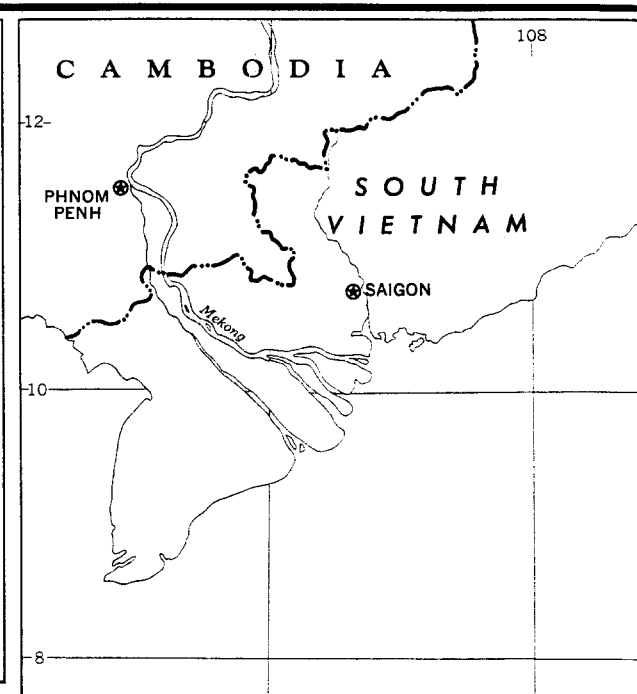 108
CAMBODIA
12
PHNOM
PENH
SOUTH
VIETNAM
SAIGON
Mekong
10
8